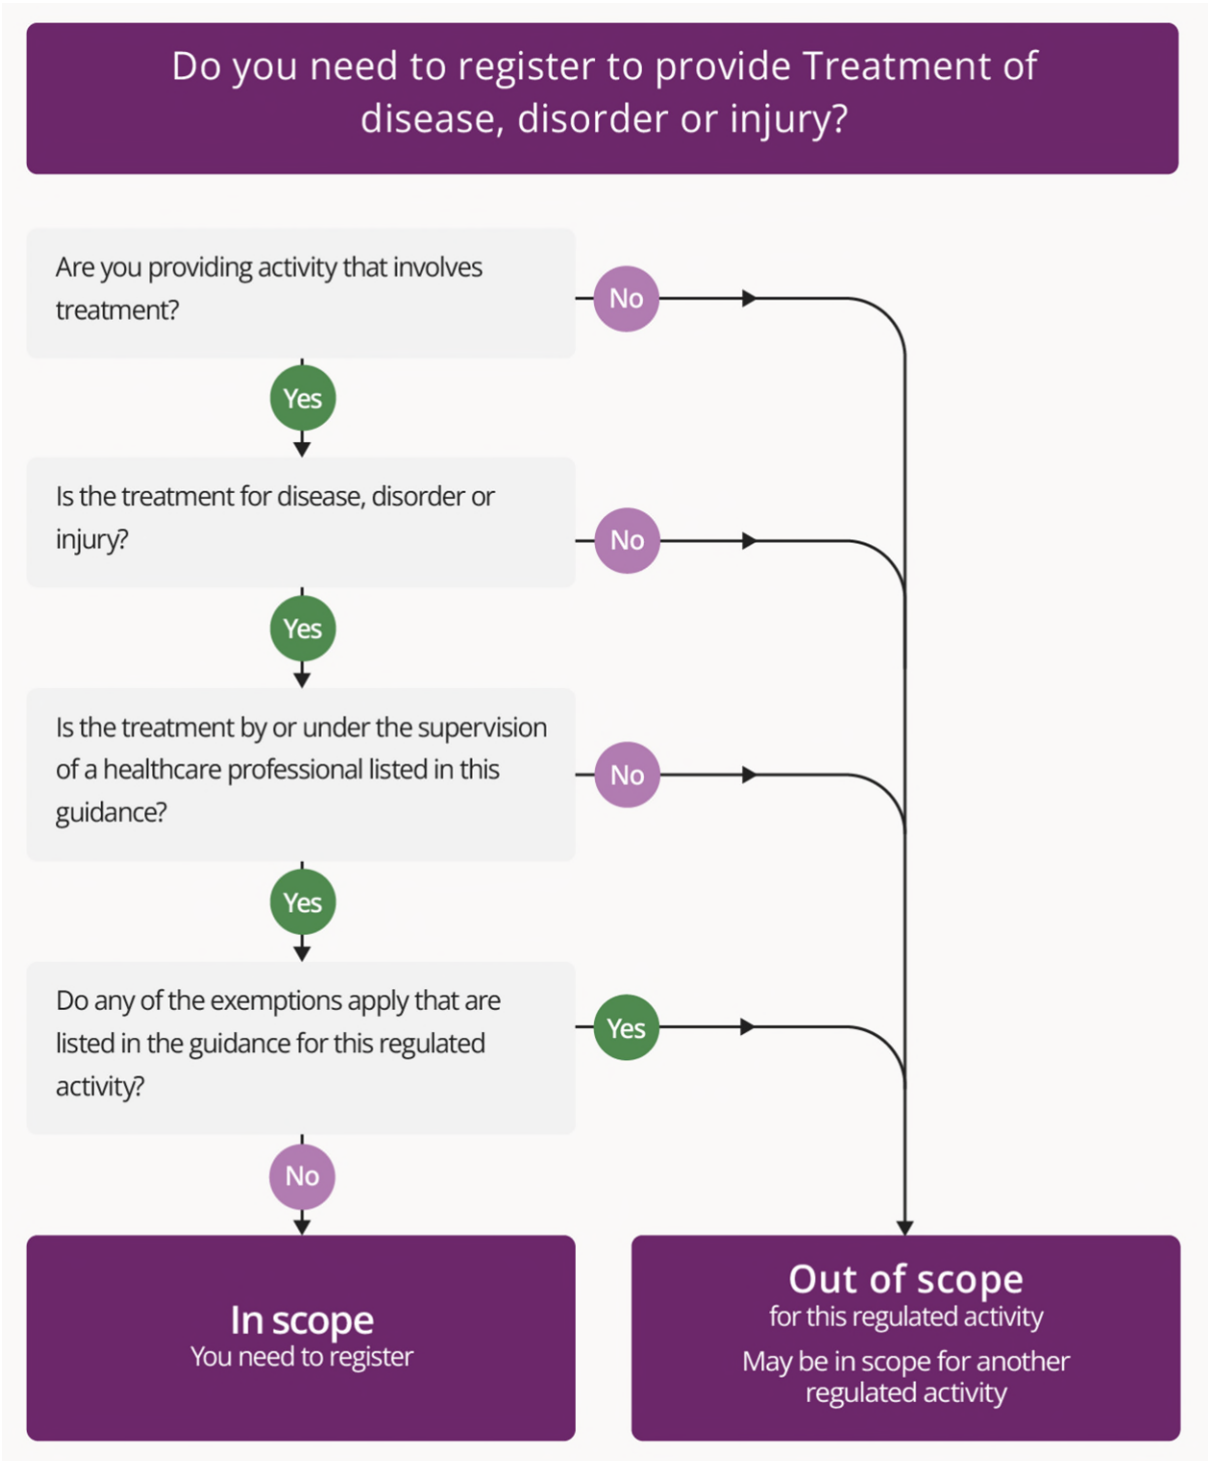 Do you need to register to provide Treatment of
disease, disorder or injury?
Are you providing activity that involves
treatment?
No
Yes
Is the treatment for disease, disorder or
injury?
No
Yes
Is the treatment by or under the supervision
of a healthcare professional listed in this
guidance?
No
Yes
Do any of the exemptions apply that are
listed in the guidance for this regulated
activity?
Yes
No
In scope
You need to register
Out of scope
for this regulated activity
May be in scope for another
regulated activity